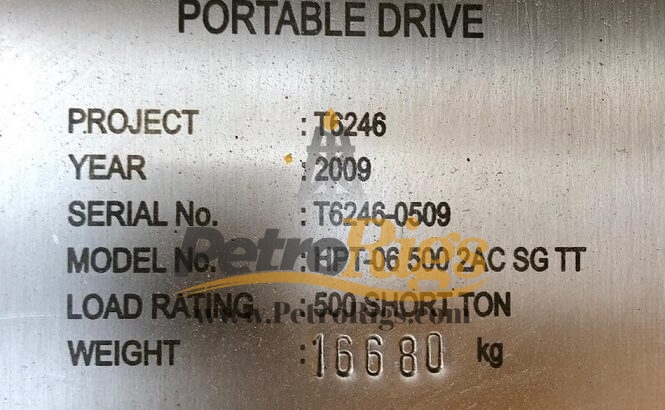 PORTABLE DRIVE
PROJECT : T6246
YEAR : 2009
SERIAL No. : T6246-0509
PetroRigs
MODEL No. : HPT-06 500 2AC SG TT
LOAD RATING : 500 SHORT TON
www.PetroRigs.com
WEIGHT : 16680 kg